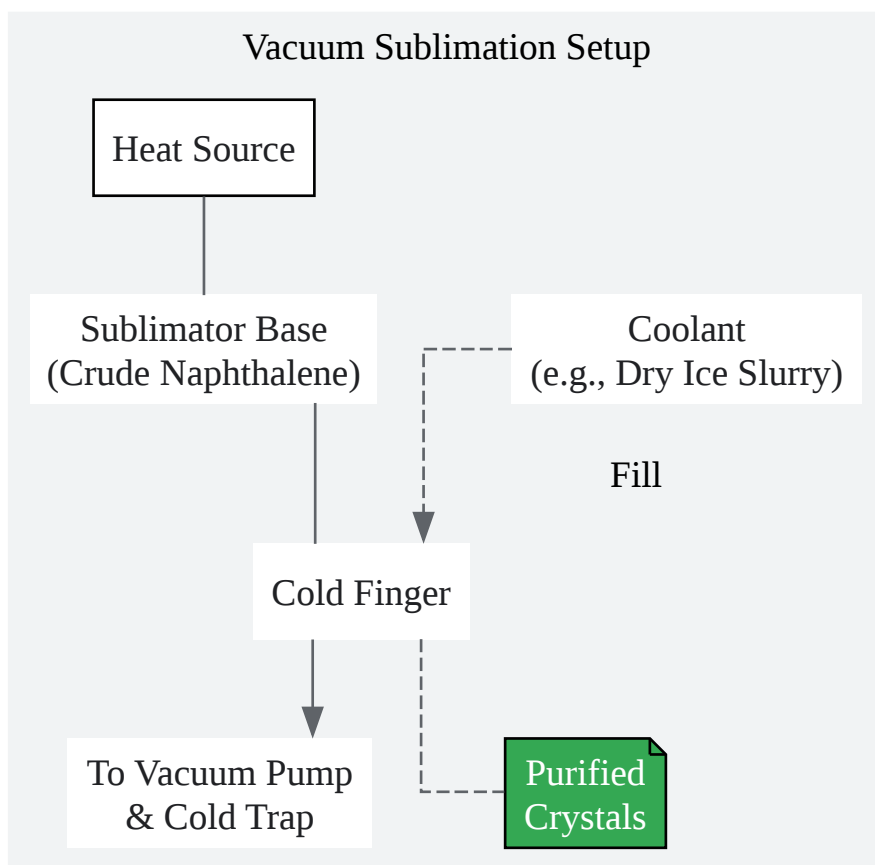 Vacuum Sublimation Setup
Heat Source
Sublimator Base
(Crude Naphthalene)
Coolant
(e.g., Dry Ice Slurry)
Fill
Cold Finger
To Vacuum Pump
& Cold Trap
Purified
Crystals